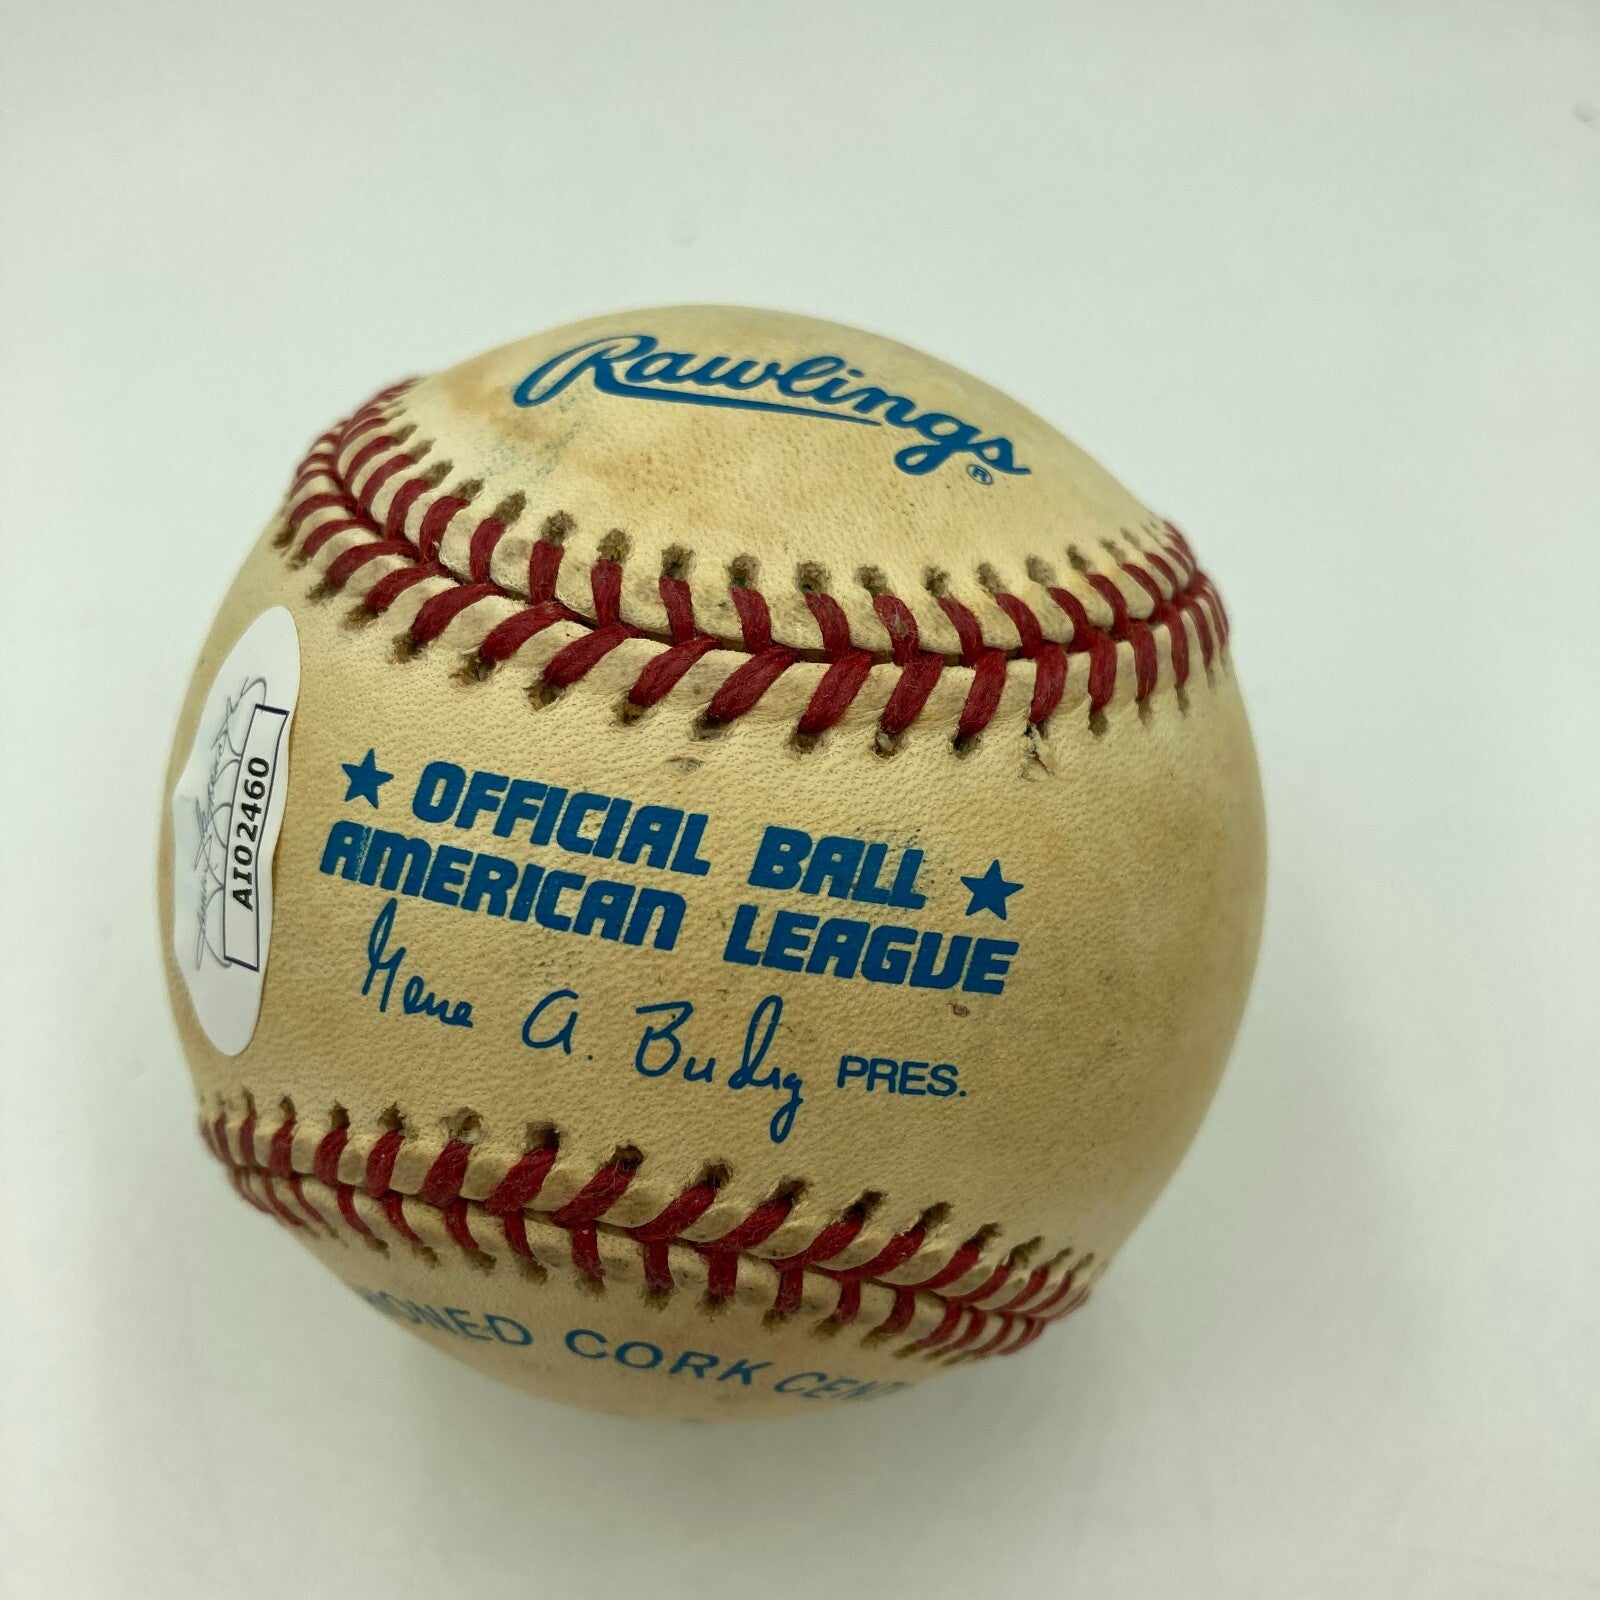 Rawlings®
★ OFFICIAL BALL ★
AMERICAN LEAGUE
Gene A. Budig PRES.
CORK
AI02460